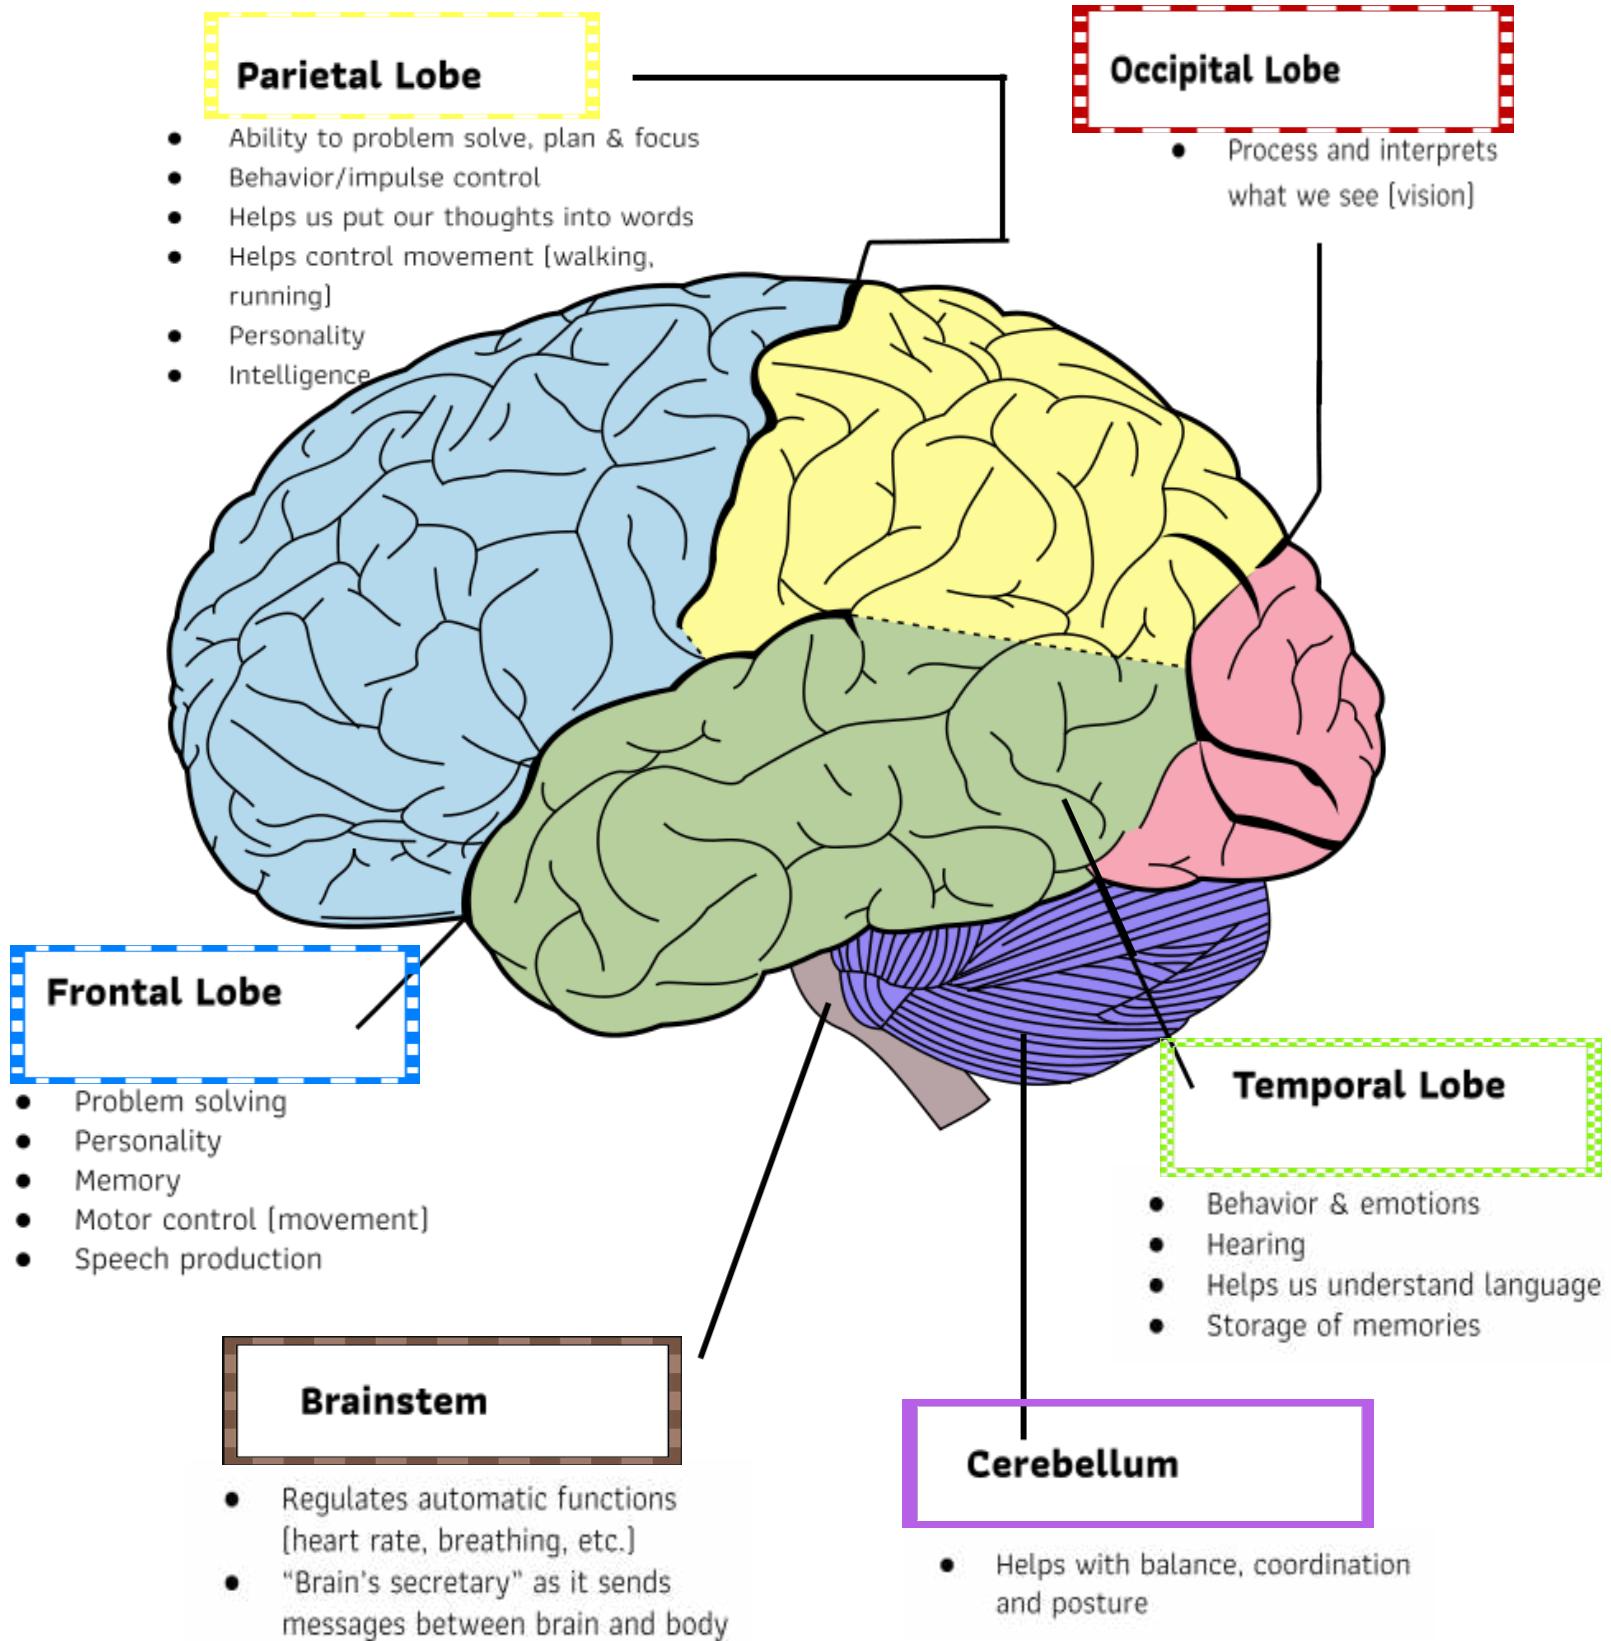 Parietal Lobe
• Ability to problem solve, plan & focus
• Behavior/impulse control
• Helps us put our thoughts into words
• Helps control movement [walking,
running]
• Personality
• Intelligence
Occipital Lobe
• Process and interprets
what we see [vision]
Frontal Lobe
• Problem solving
• Personality
• Memory
• Motor control [movement]
• Speech production
Temporal Lobe
• Behavior & emotions
• Hearing
• Helps us understand language
• Storage of memories
Brainstem
• Regulates automatic functions
[heart rate, breathing, etc.]
• “Brain’s secretary” as it sends
messages between brain and body
Cerebellum
• Helps with balance, coordination
and posture